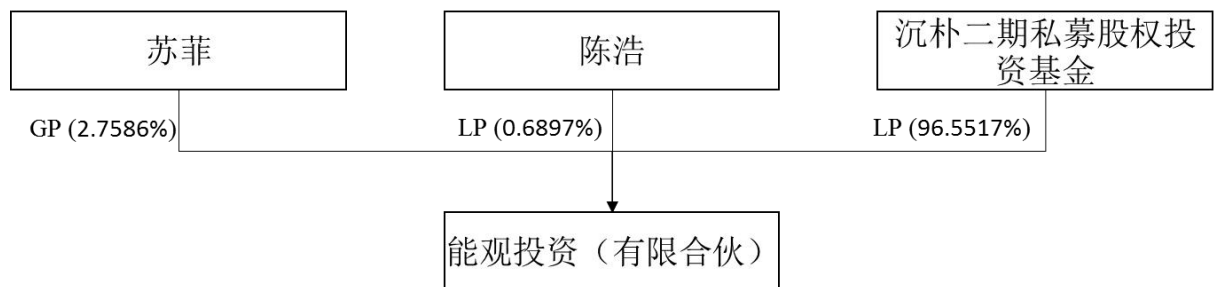 苏菲
陈浩
沉朴二期私募股权投
资基金
GP (2.7586%)
LP (0.6897%)
LP (96.5517%)
能观投资（有限合伙）